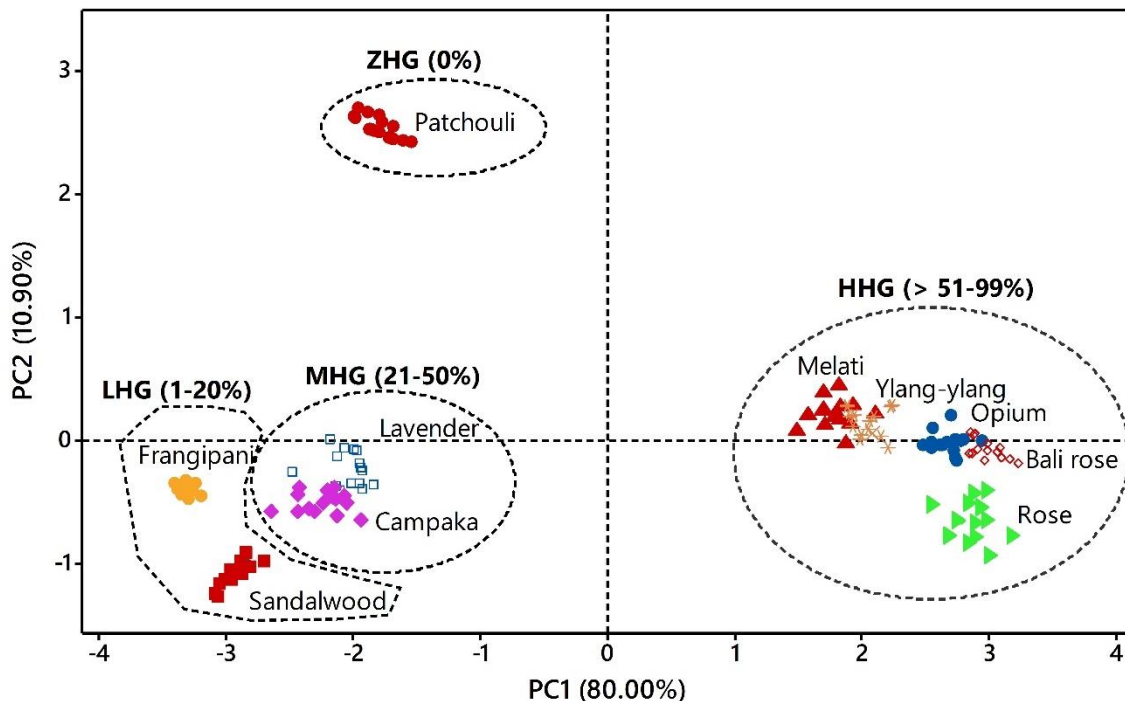 ZHG (0%)
Patchouli
HHG (> 51-99%)
Melati
Ylang-ylang
Opium
Bali rose
Rose
LHG (1-20%)
MHG (21-50%)
Frangipani
Lavender
Campaka
Sandalwood
PC2 (10.90%)
3
2
1
0
-1
-4 -3 -2 -1 0 1 2 3 4
PC1 (80.00%)